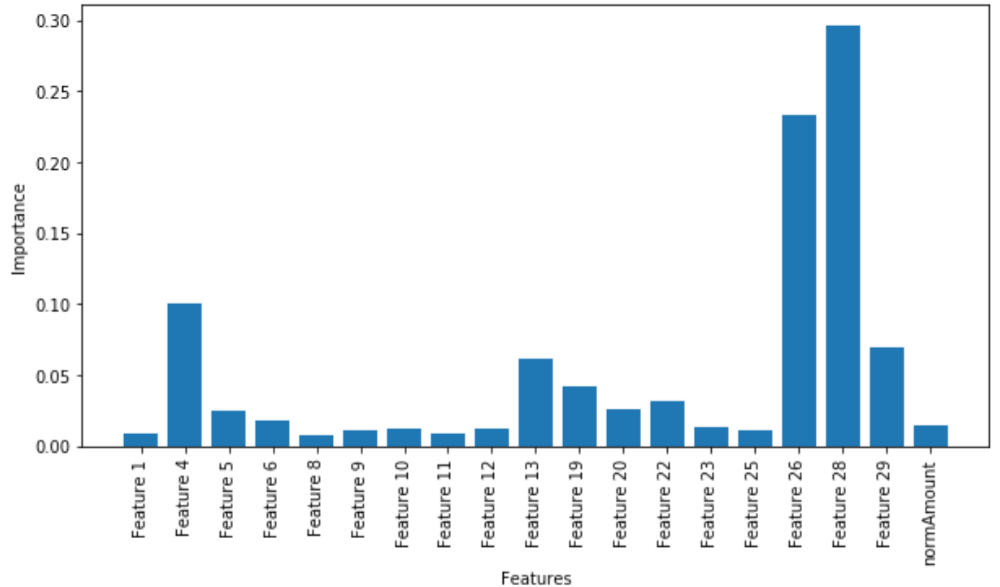 0.30
0.25
0.20
0.15
0.10
0.05
0.00
Importance
Feature 1
Feature 4
Feature 5
Feature 6
Feature 8
Feature 9
Feature 10
Feature 11
Feature 12
Feature 13
Feature 19
Feature 20
Feature 22
Feature 23
Feature 25
Feature 26
Feature 28
Feature 29
normAmount
Features